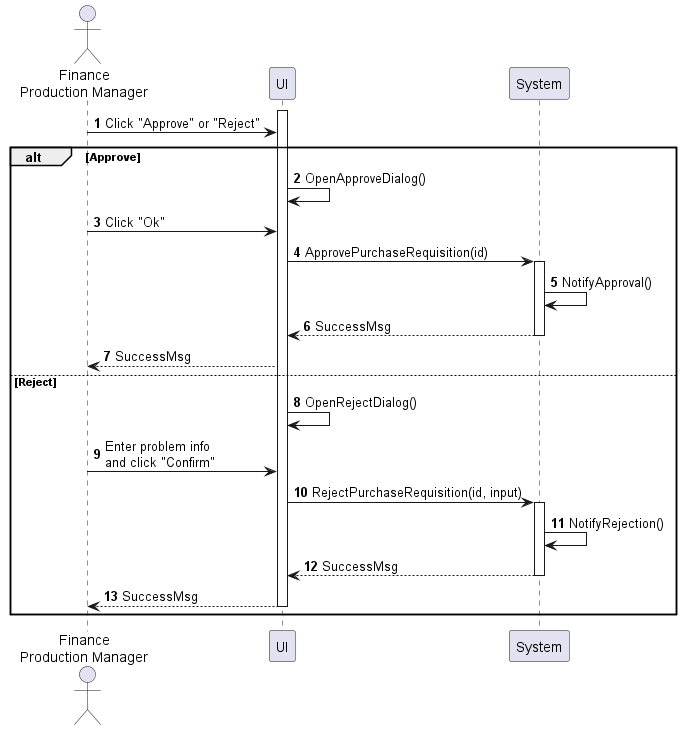 Finance
Production Manager
UI
System
1 Click "Approve" or "Reject"
alt [Approve]
2 OpenApproveDialog()
3 Click "Ok"
4 ApprovePurchaseRequisition(id)
5 NotifyApproval()
6 SuccessMsg
7 SuccessMsg
[Reject]
8 OpenRejectDialog()
9 Enter problem info
and click "Confirm"
10 RejectPurchaseRequisition(id, input)
11 NotifyRejection()
12 SuccessMsg
13 SuccessMsg
Finance
Production Manager
UI
System